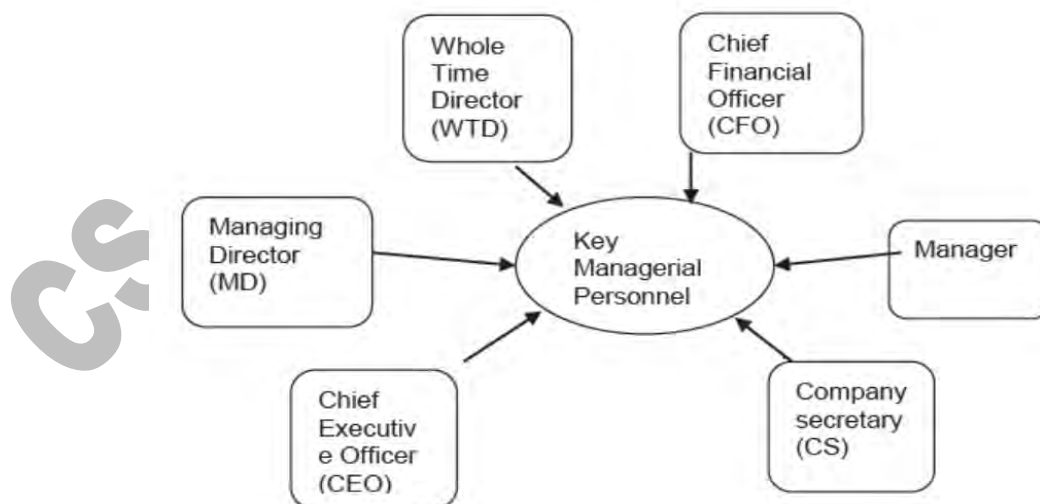 Whole
Time
Director
(WTD)
Chief
Financial
Officer
(CFO)
Managing
Director
(MD)
Key
Managerial
Personnel
Manager
Chief
Executiv
e Officer
(CEO)
Company
secretary
(CS)
cs